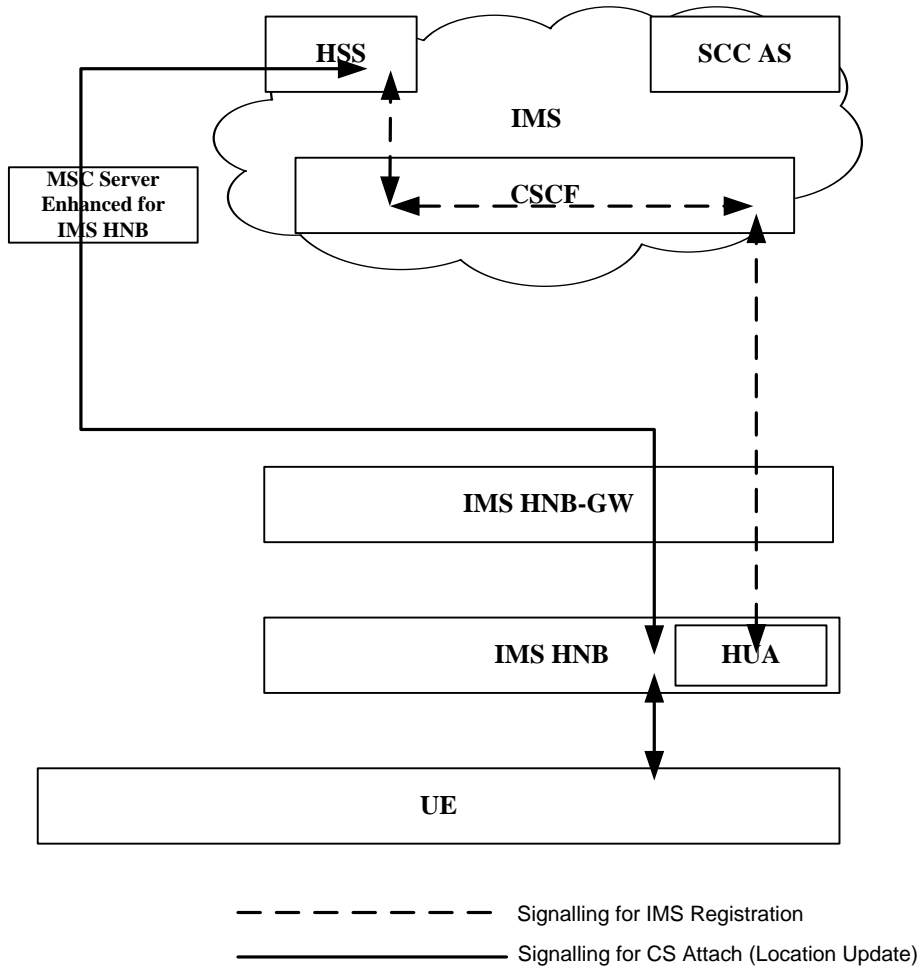 HSS
SCC AS
IMS
MSC Server
Enhanced for
IMS HNB
CSCF
IMS HNB-GW
IMS HNB
HUA
UE
Signalling for IMS Registration
Signalling for CS Attach (Location Update)